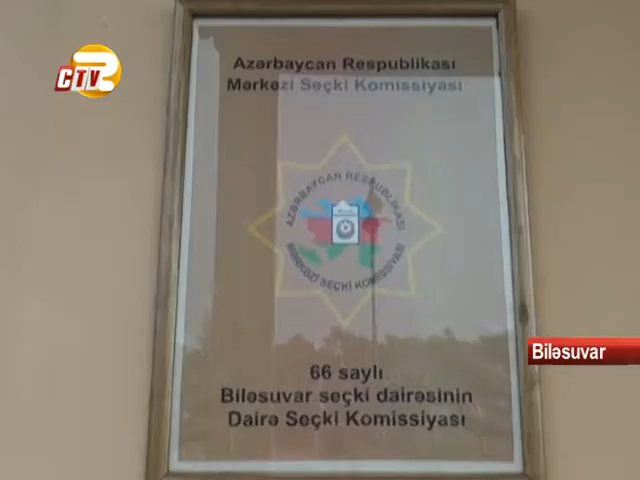 CTV
Azərbaycan Respublikası
Mərkəzi Seçki Komissiyası
AZƏRBAYCAN RESPUBLİKASI
MƏRKƏZİ SEÇKİ KOMİSSİYASI
66 saylı
Biləsuvar seçki dairəsinin
Dairə Seçki Komissiyası
Biləsuvar